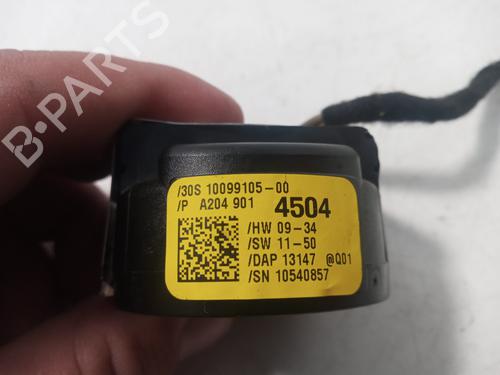 B-PARTS
/30S 10099105-00
/P A204 901 4504
/HW 09-34
/SW 11-50
/DAP 13147 @Q01
/SN 10540857